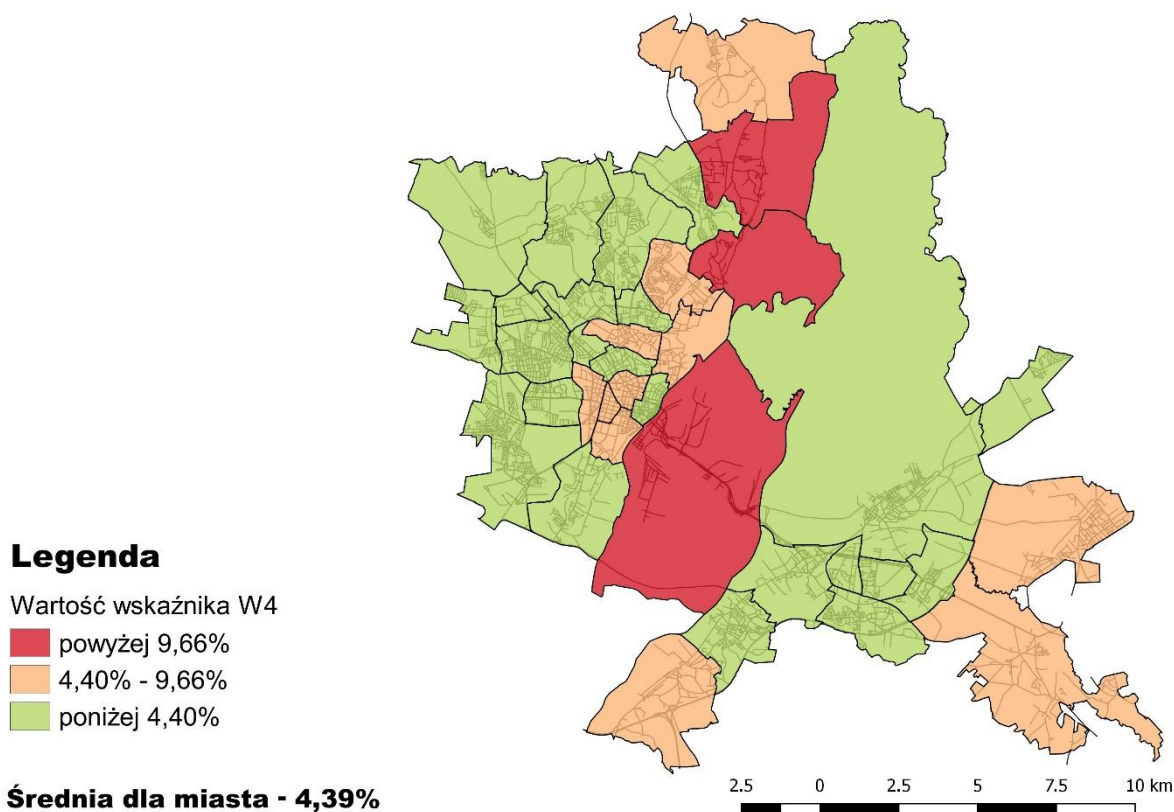 Legenda
Wartość wskaźnika W4
powyżej 9,66%
4,40% - 9,66%
poniżej 4,40%
Średnia dla miasta - 4,39%
2.5 0 2.5 5 7.5 10 km